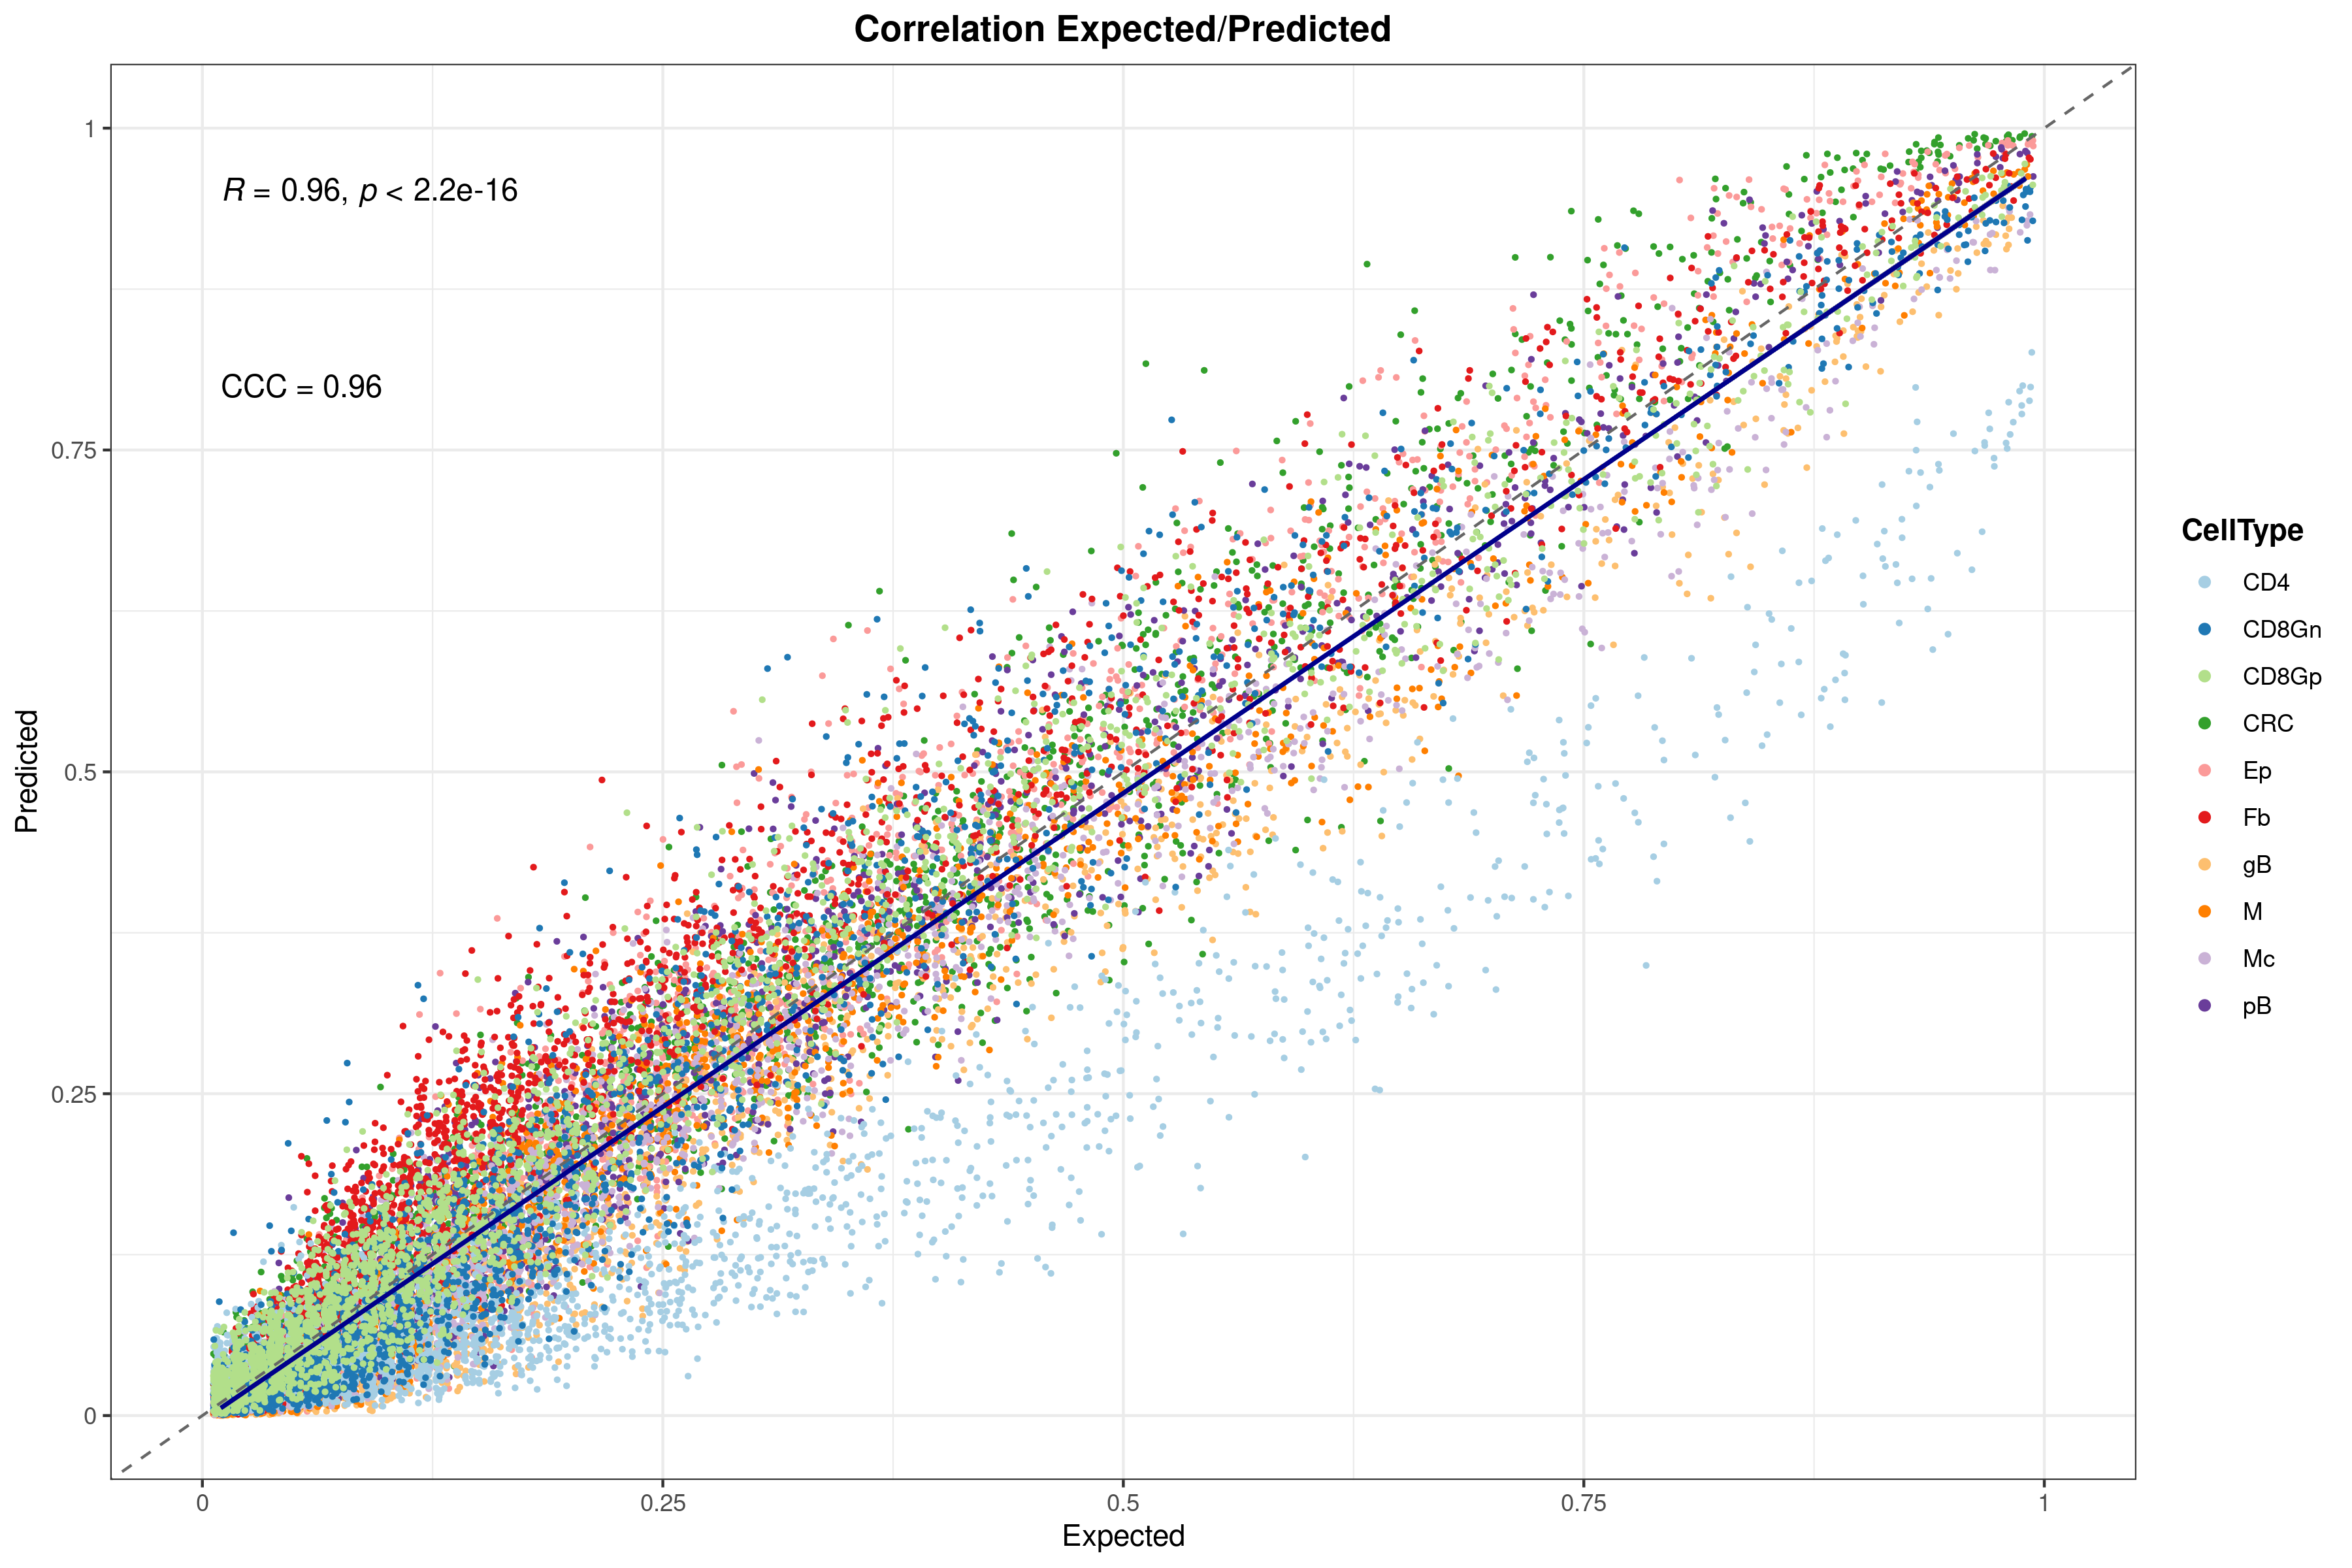 Correlation Expected/Predicted
R = 0.96, p < 2.2e-16
CCC = 0.96
1
0.75
0.5
0.25
0
Predicted
0
0.25
0.5
0.75
1
Expected
CellType
CD4
CD8Gn
CD8Gp
CRC
Ep
Fb
gB
M
Mc
pB